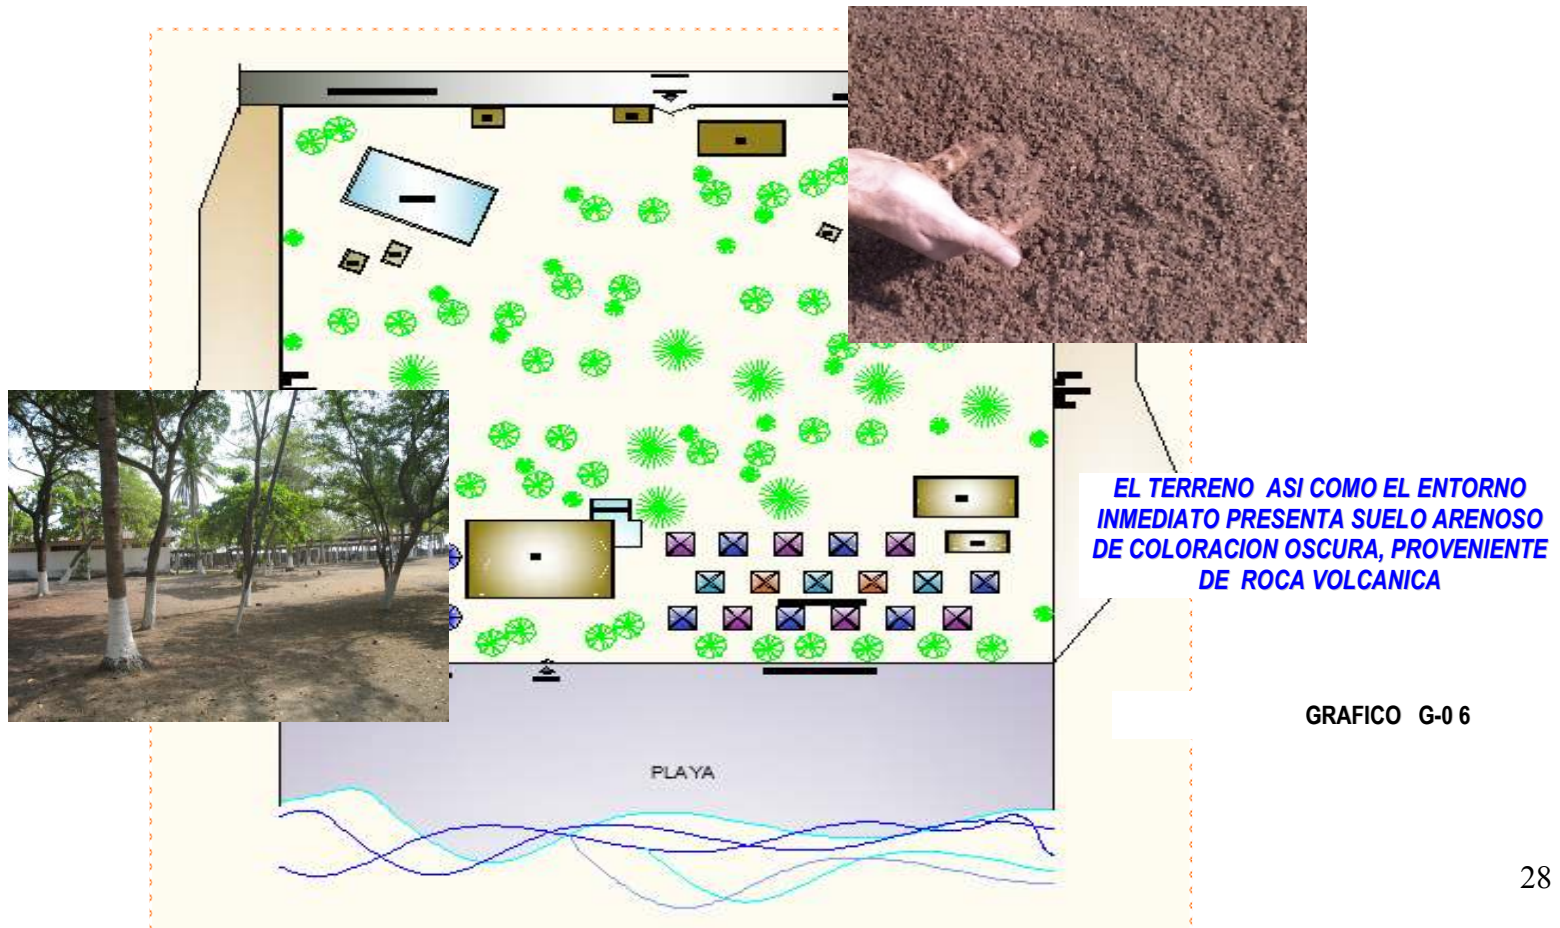 EL TERRENO ASI COMO EL ENTORNO
INMEDIATO PRESENTA SUELO ARENOSO
DE COLORACION OSCURA, PROVENIENTE
DE ROCA VOLCANICA
GRAFICO G-0 6
PLAYA
28